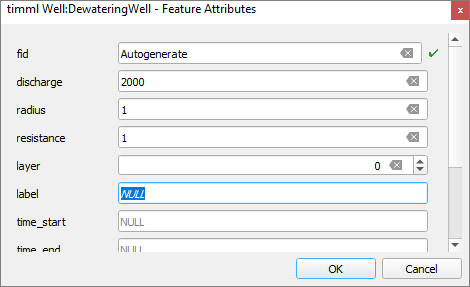 timml Well:DewateringWell - Feature Attributes
fid Autogenerate
discharge 2000
radius 1
resistance 1
layer 0
label NULL
time_start NULL
time_end NULL
OK Cancel